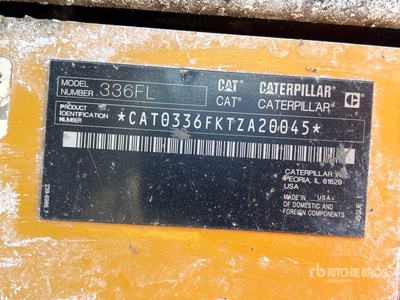 MODEL NUMBER 336FL
CAT CATERPILLAR
CAT® CATERPILLAR®
PRODUCT IDENTIFICATION NUMBER *CAT0336FKTZA20045*
CATERPILLAR
PEORIA, IL 61629
USA
MADE IN USA
OF DOMESTIC AND
FOREIGN COMPONENTS
rb
RITCHIE BROS